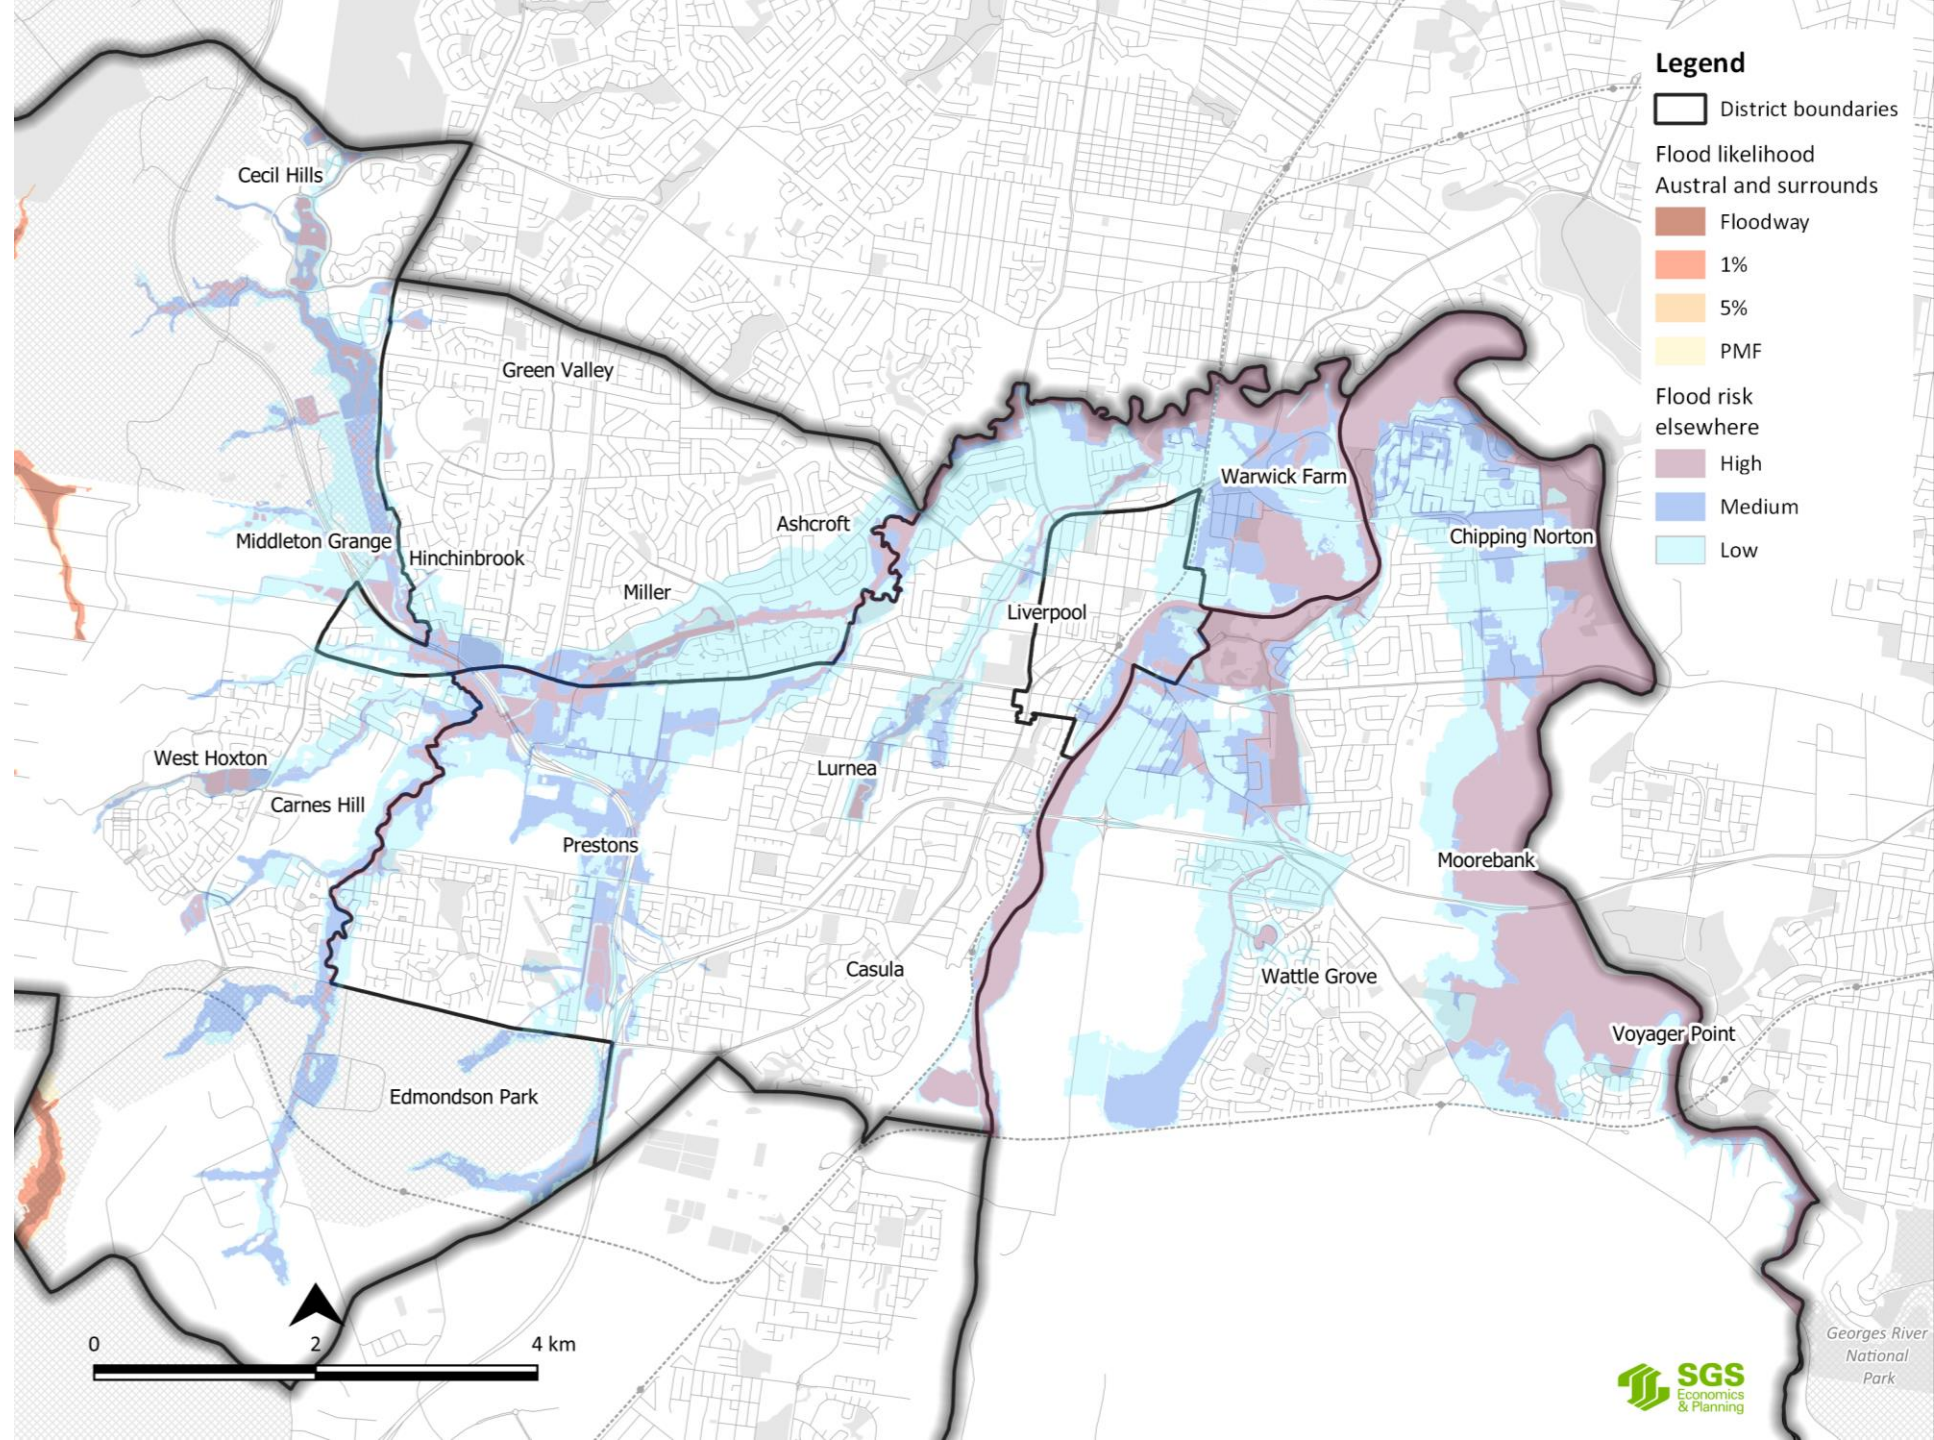 Legend
District boundaries
Flood likelihood
Austral and surrounds
Floodway
1%
5%
PMF
Flood risk
elsewhere
High
Medium
Low
Cecil Hills
Green Valley
Warwick Farm
Ashcroft
Chipping Norton
Middleton Grange
Hinchinbrook
Miller
Liverpool
West Hoxton
Lurnea
Carnes Hill
Prestons
Moorebank
Casula
Wattle Grove
Voyager Point
Edmondson Park
0 2 4 km
Georges River
National
Park
SGS
Economics
& Planning